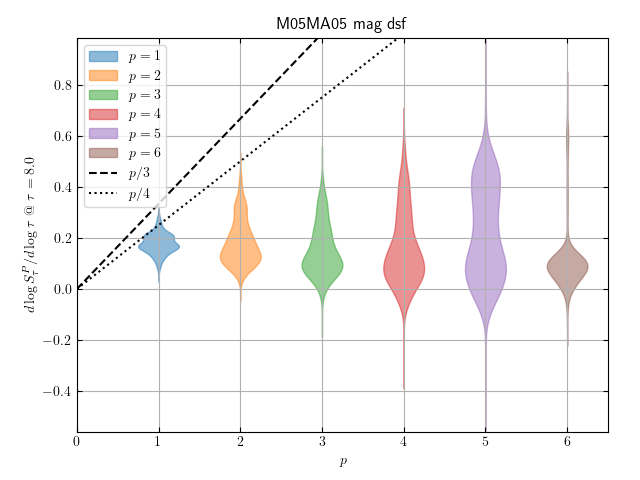 M05MA05 mag dsf
p = 1
p = 2
p = 3
p = 4
p = 5
p = 6
p/3
p/4
d log S_τ^P / d log τ @ τ = 8.0
0.8
0.6
0.4
0.2
0.0
−0.2
−0.4
0 1 2 3 4 5 6
p